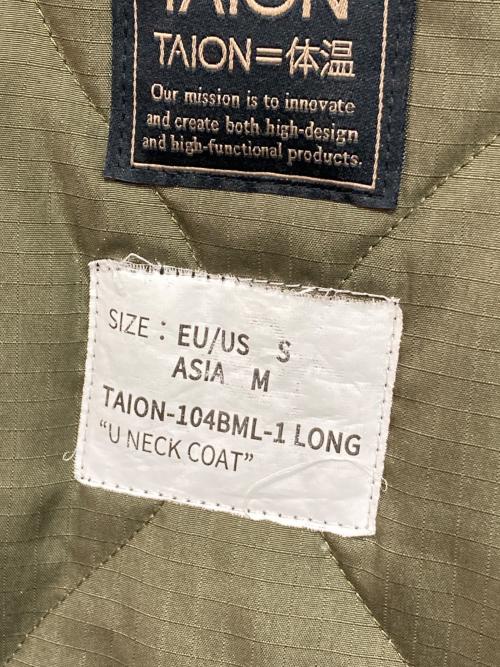 TAION
TAION=体温
Our mission is to innovate
and create both high-design
and high-functional products.
SIZE : EU/US S
ASIA M
TAION-104BML-1 LONG
“U NECK COAT”